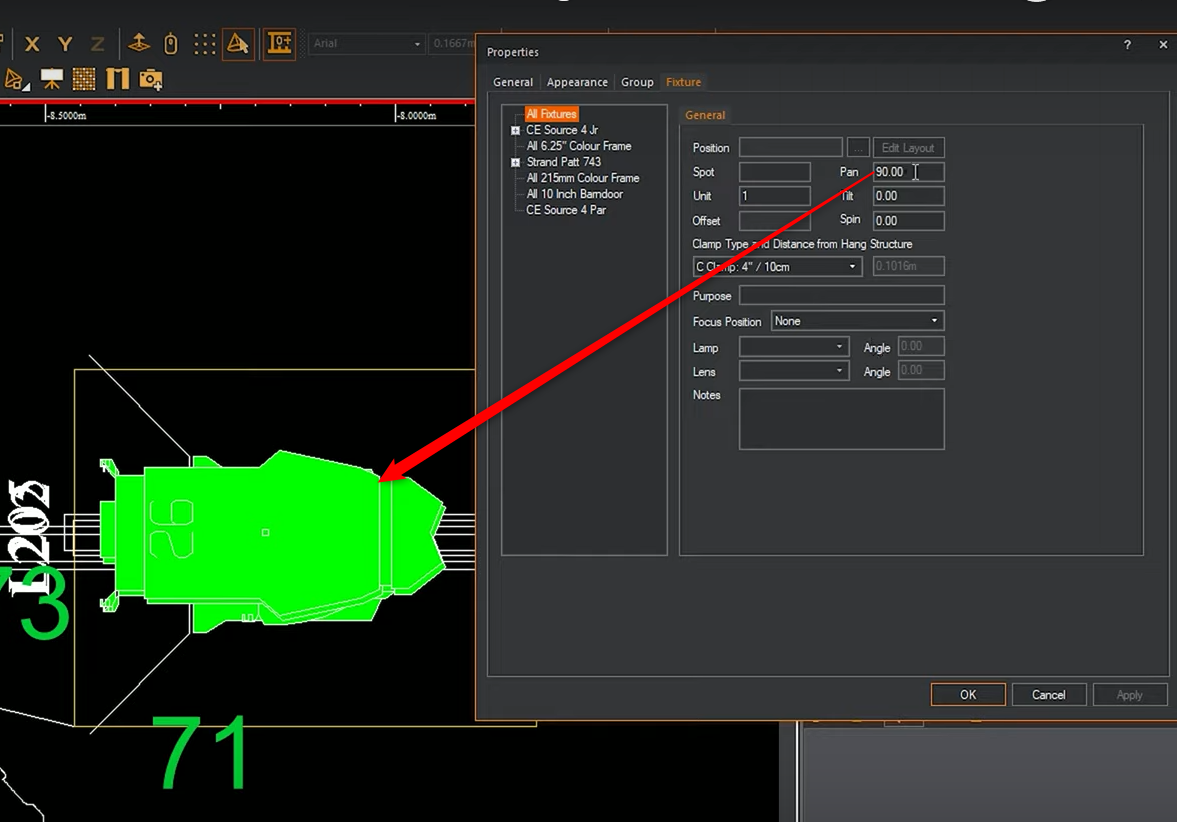 X Y Z
Arial
0.1667m
Properties
?
General Appearance Group Fixture
-8.5000m
-8.0000m
All Fixtures
CE Source 4 Jr
All 6.25" Colour Frame
Strand Patt 743
All 215mm Colour Frame
All 10 Inch Barndoor
CE Source 4 Par
General
Position ... Edit Layout
Spot Pan 90.00
Unit 1 Tilt 0.00
Offset Spin 0.00
Clamp Type and Distance from Hang Structure
C Clamp: 4" / 10cm 0.1016m
Purpose
Focus Position None
Lamp Angle 0.00
Lens Angle 0.00
Notes
26
73
71
OK Cancel Apply